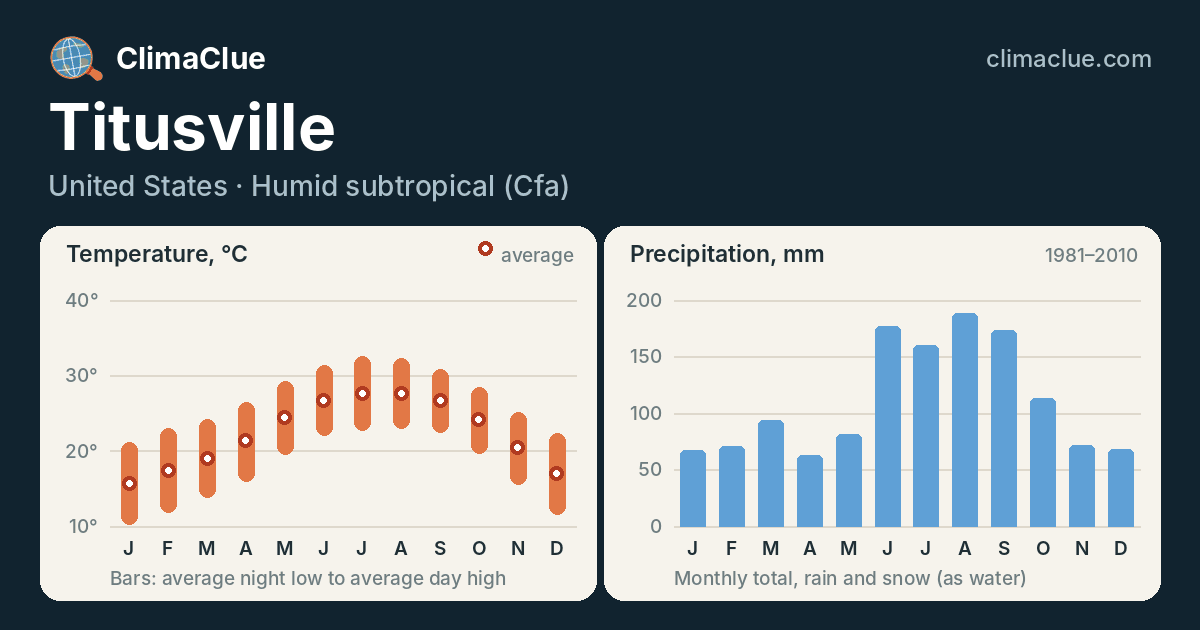 ClimaClue
climaclue.com
Titusville
United States · Humid subtropical (Cfa)
Temperature, °C
average
40°
30°
20°
10°
J F M A M J J A S O N D
Bars: average night low to average day high
Precipitation, mm
1981–2010
200
150
100
50
0
J F M A M J J A S O N D
Monthly total, rain and snow (as water)